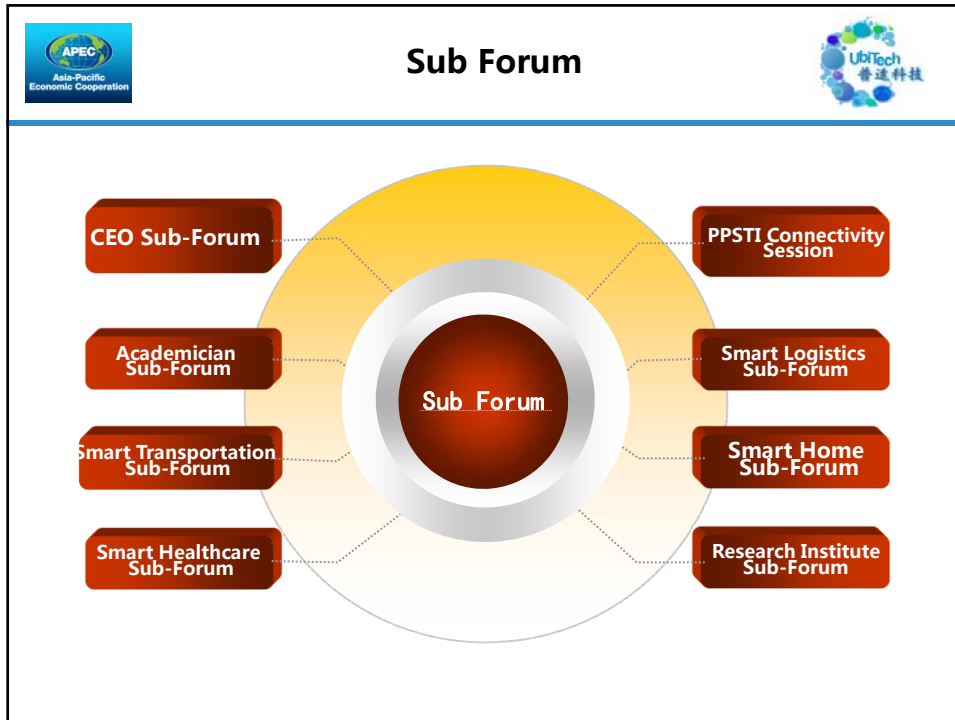 APEC
Asia-Pacific
Economic Cooperation
Sub Forum
UbiTech
普适科技
CEO Sub-Forum
Academician
Sub-Forum
Smart Transportation
Sub-Forum
Smart Healthcare
Sub-Forum
Sub Forum
PPSTI Connectivity
Session
Smart Logistics
Sub-Forum
Smart Home
Sub-Forum
Research Institute
Sub-Forum